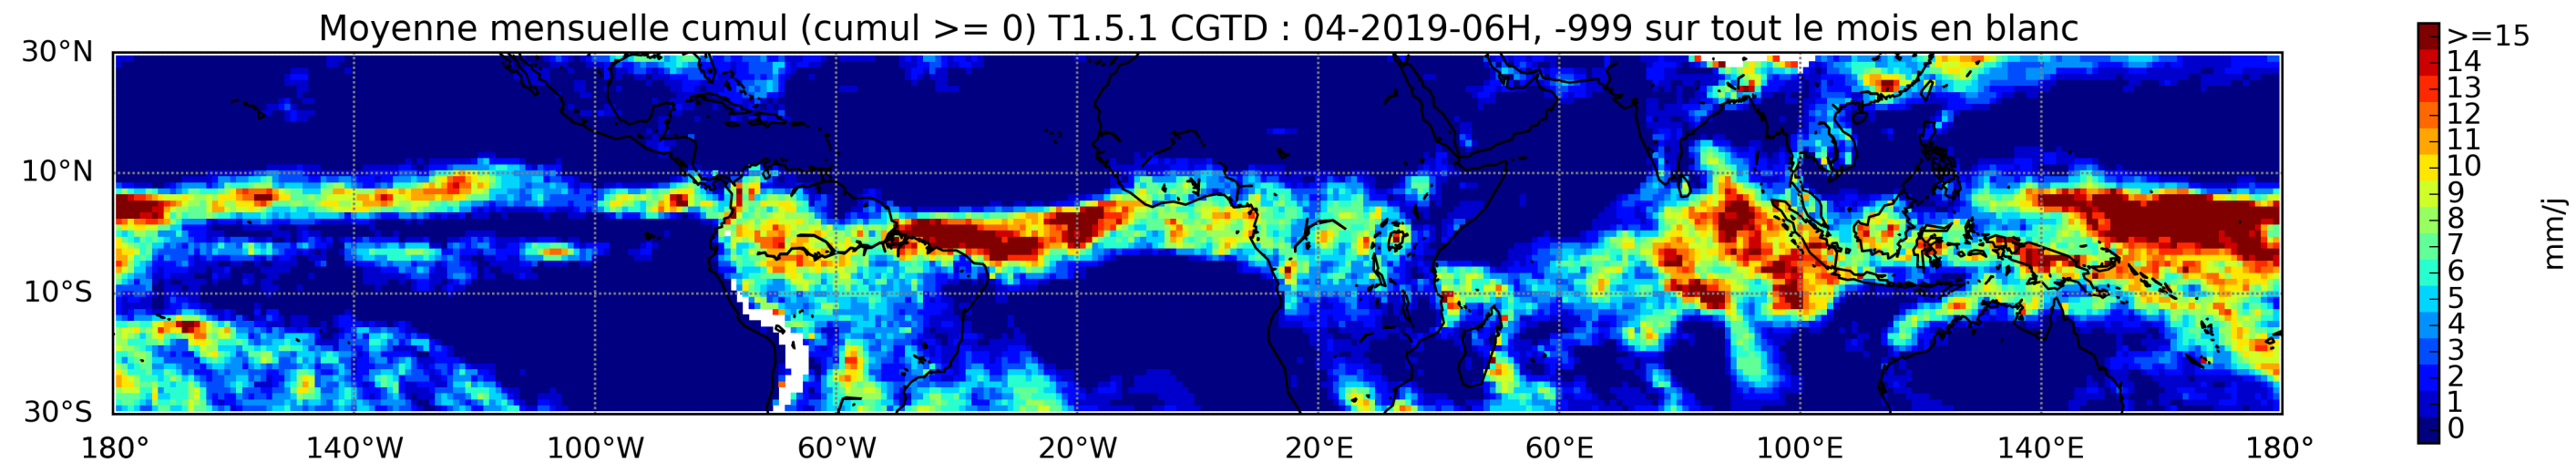 Moyenne mensuelle cumul (cumul >= 0) T1.5.1 CGTD : 04-2019-06H, -999 sur tout le mois en blanc
30°N
10°N
10°S
30°S
180°
140°W
100°W
60°W
20°W
20°E
60°E
100°E
140°E
180°
>=15
14
13
12
11
10
9
8
7
6
5
4
3
2
1
0
mm/j